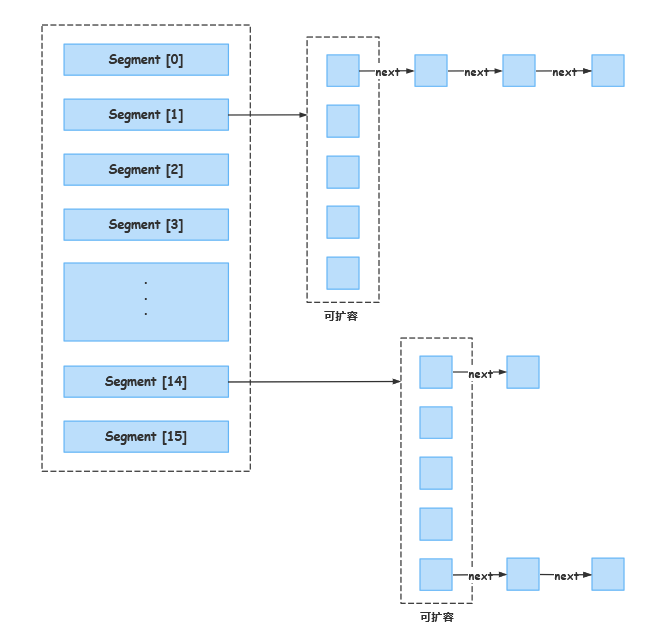 Segment [0]
next
next
next
Segment [1]
Segment [2]
Segment [3]
.
.
.
可扩容
Segment [14]
next
Segment [15]
next
next
可扩容